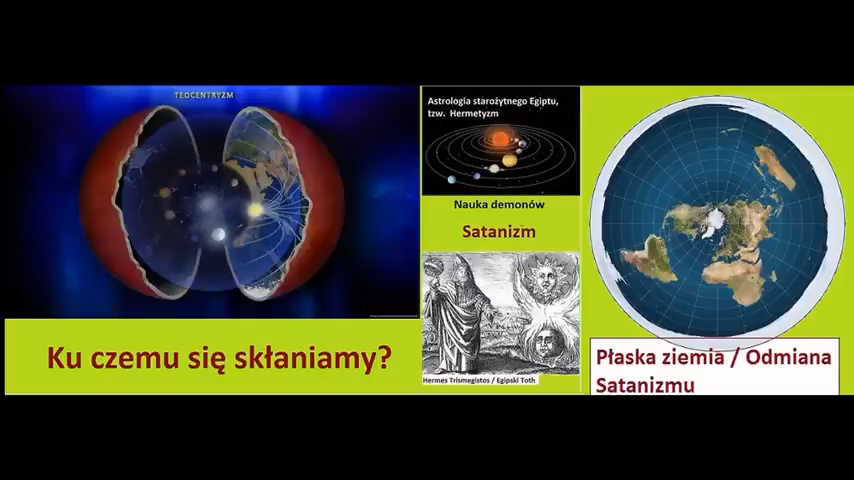 TEOCENTRYZM
Ku czemu się skłaniamy?
Astrologia starożytnego Egiptu,
tzw. Hermetyzm
Nauka demonów
Satanizm
Hermes Trismegistos / Egipski Toth
Płaska ziemia / Odmiana
Satanizmu